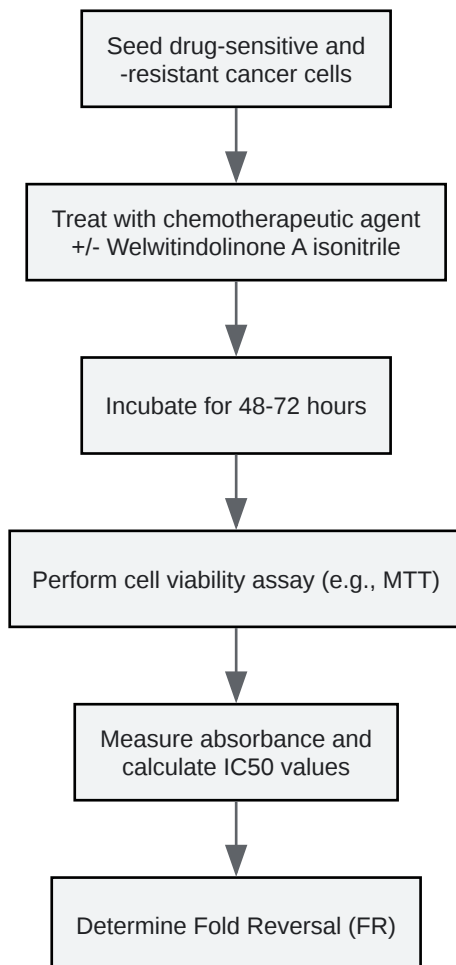 Seed drug-sensitive and
-resistant cancer cells
Treat with chemotherapeutic agent
+/- Welwitindolinone A isonitrile
Incubate for 48-72 hours
Perform cell viability assay (e.g., MTT)
Measure absorbance and
calculate IC50 values
Determine Fold Reversal (FR)